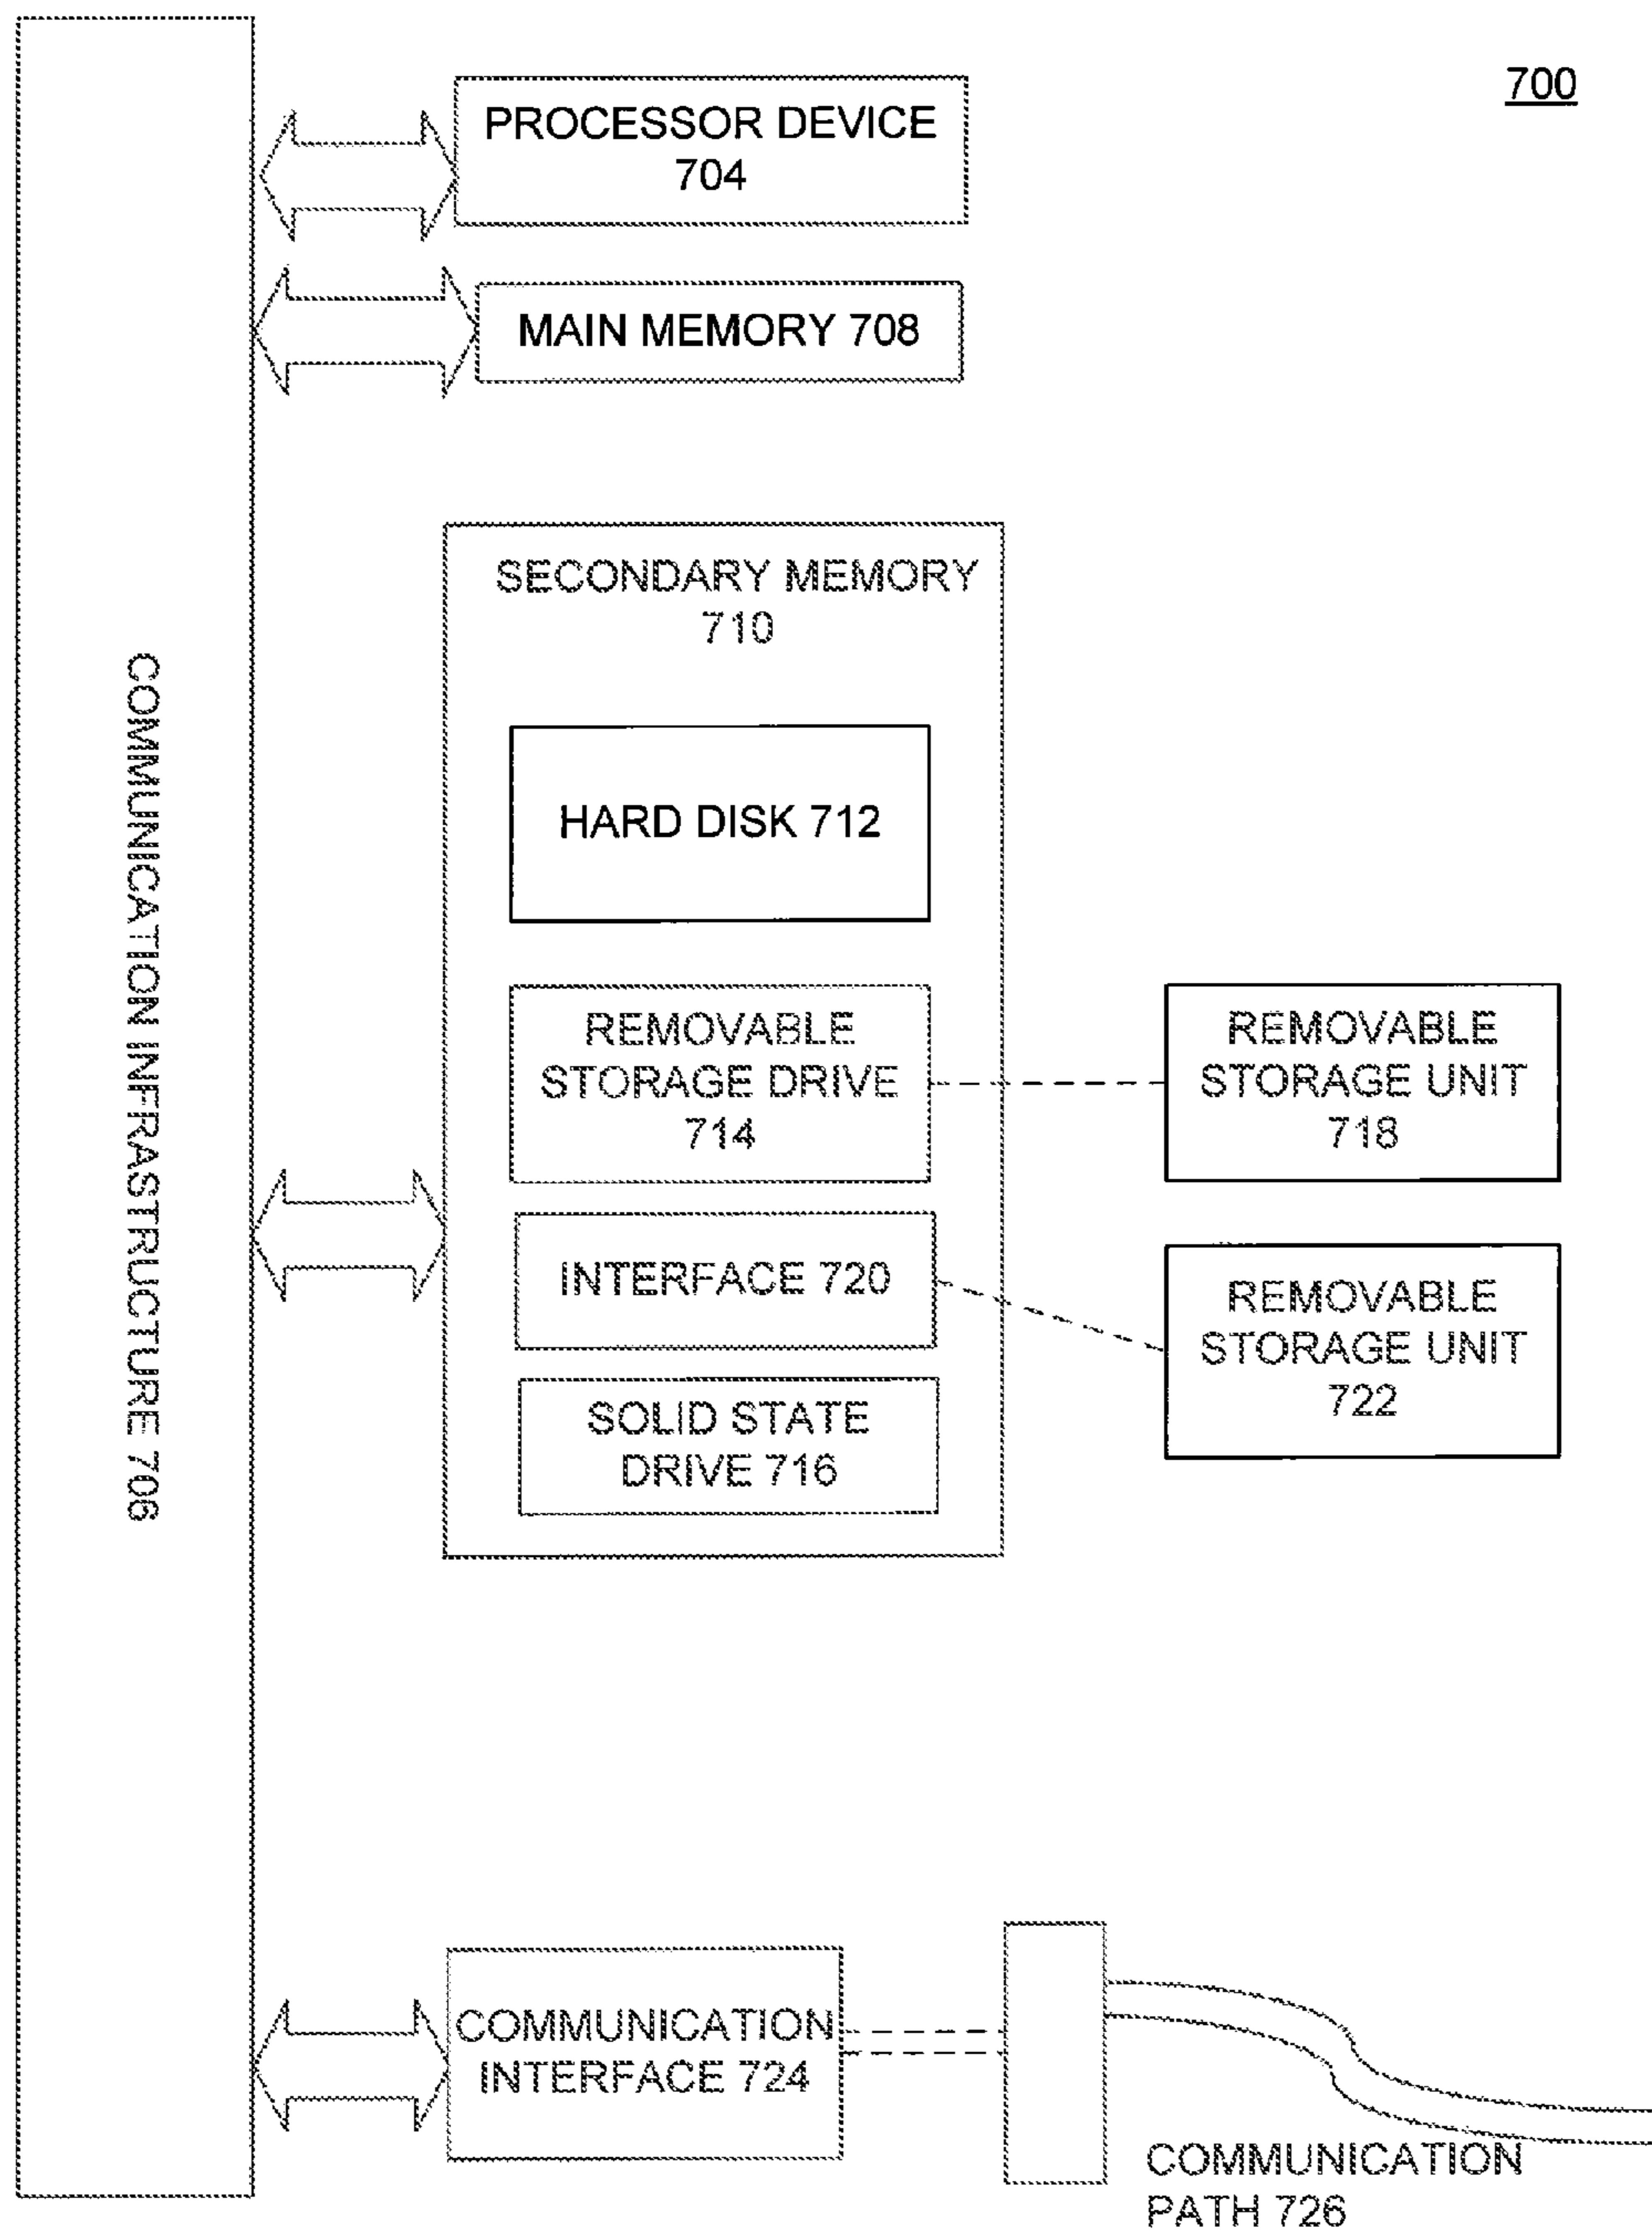 700
PROCESSOR DEVICE
704
MAIN MEMORY 708
COMMUNICATION INFRASTRUCTURE 706
SECONDARY MEMORY
710
HARD DISK 712
REMOVABLE
STORAGE DRIVE
714
REMOVABLE
STORAGE UNIT
718
INTERFACE 720
REMOVABLE
STORAGE UNIT
722
SOLID STATE
DRIVE 716
COMMUNICATION
INTERFACE 724
COMMUNICATION
PATH 726